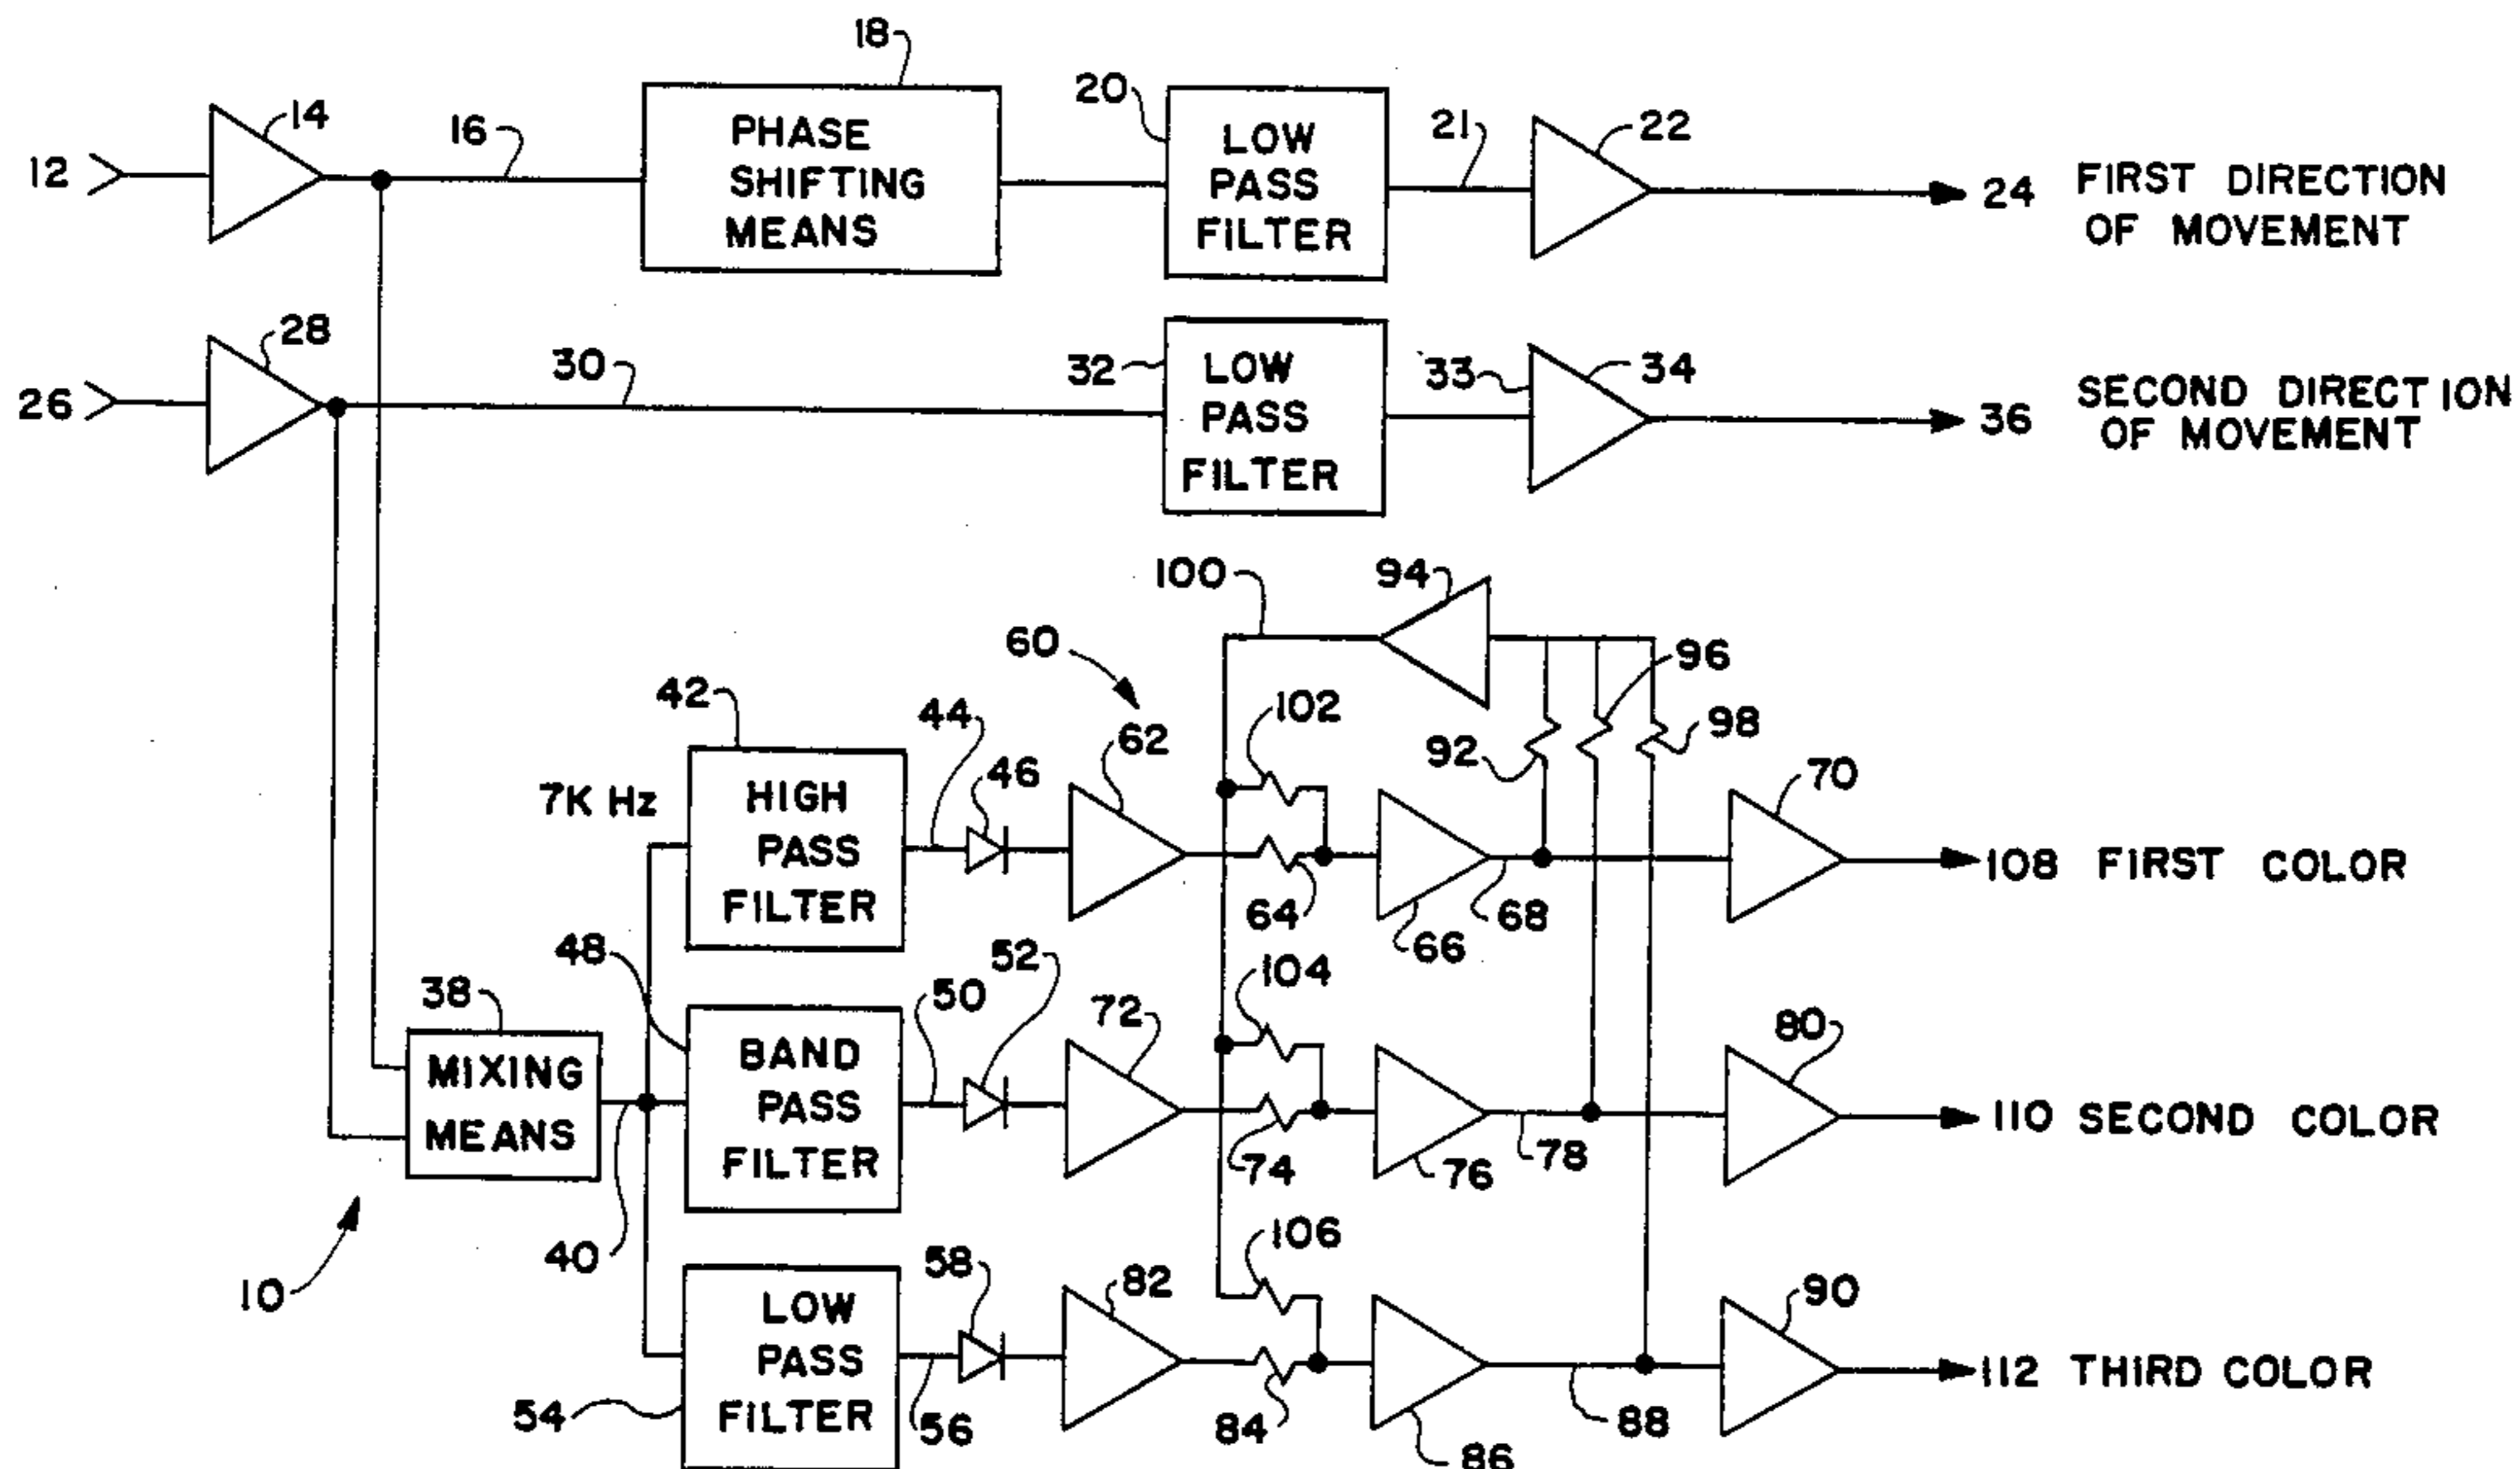 18
14
16
PHASE
SHIFTING
MEANS
20
LOW
PASS
FILTER
21
22
12
24 FIRST DIRECTION
OF MOVEMENT
28
26
30
32
LOW
PASS
FILTER
33
34
36
SECOND DIRECTION
OF MOVEMENT
100
94
60
96
42
44
102
98
62
92
46
70
7K Hz
HIGH
PASS
FILTER
64
68
66
108 FIRST COLOR
48
52
104
38
50
72
80
MIXING
MEANS
BAND
PASS
FILTER
74
76
78
110 SECOND COLOR
40
10
58
106
82
90
LOW
PASS
FILTER
54
56
84
86
88
112 THIRD COLOR